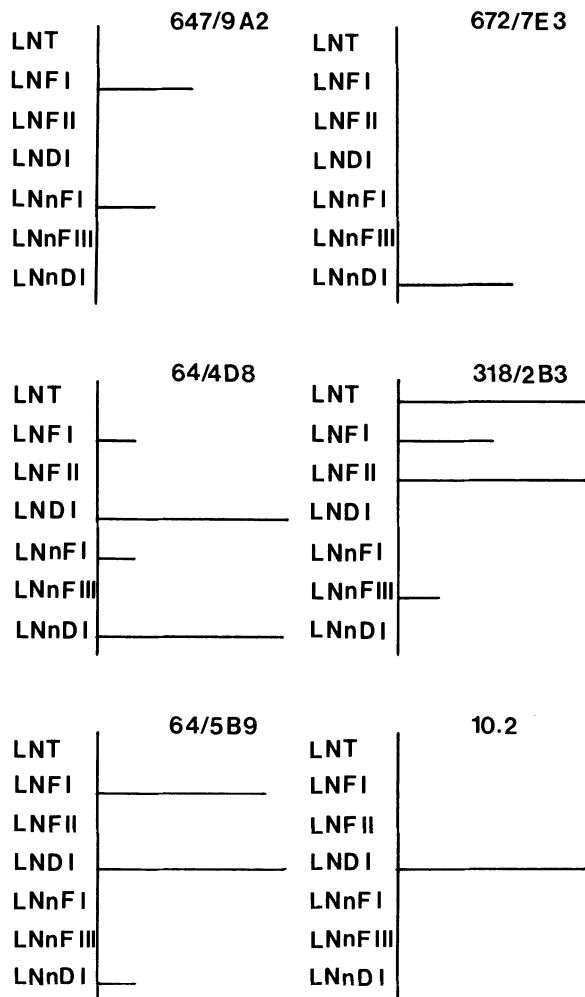 647/9A2
LNT
LNFI
LNFII
LNDI
LNnFI
LNnFIII
LNnDI
672/7E3
LNT
LNFI
LNFII
LNDI
LNnFI
LNnFIII
LNnDI
64/4D8
LNT
LNFI
LNFII
LNDI
LNnFI
LNnFIII
LNnDI
318/2B3
LNT
LNFI
LNFII
LNDI
LNnFI
LNnFIII
LNnDI
64/5B9
LNT
LNFI
LNFII
LNDI
LNnFI
LNnFIII
LNnDI
10.2
LNT
LNFI
LNFII
LNDI
LNnFI
LNnFIII
LNnDI